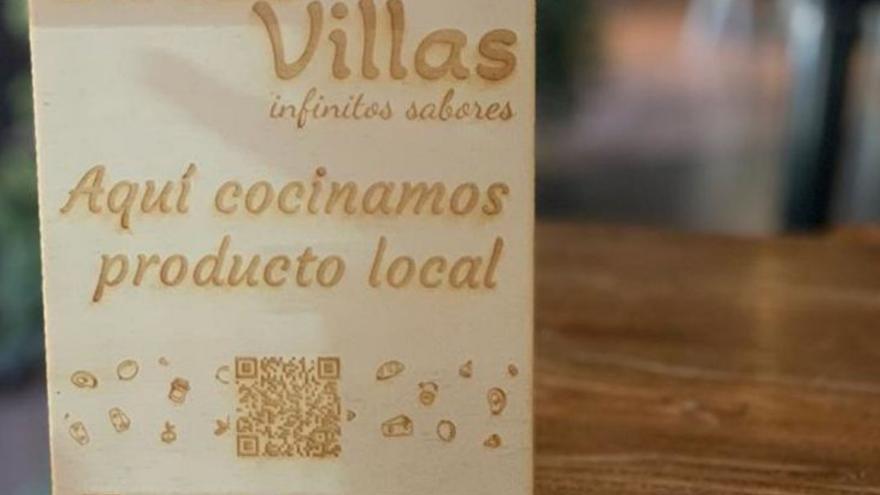 Villas
infinitos sabores
Aquí cocinamos
producto local